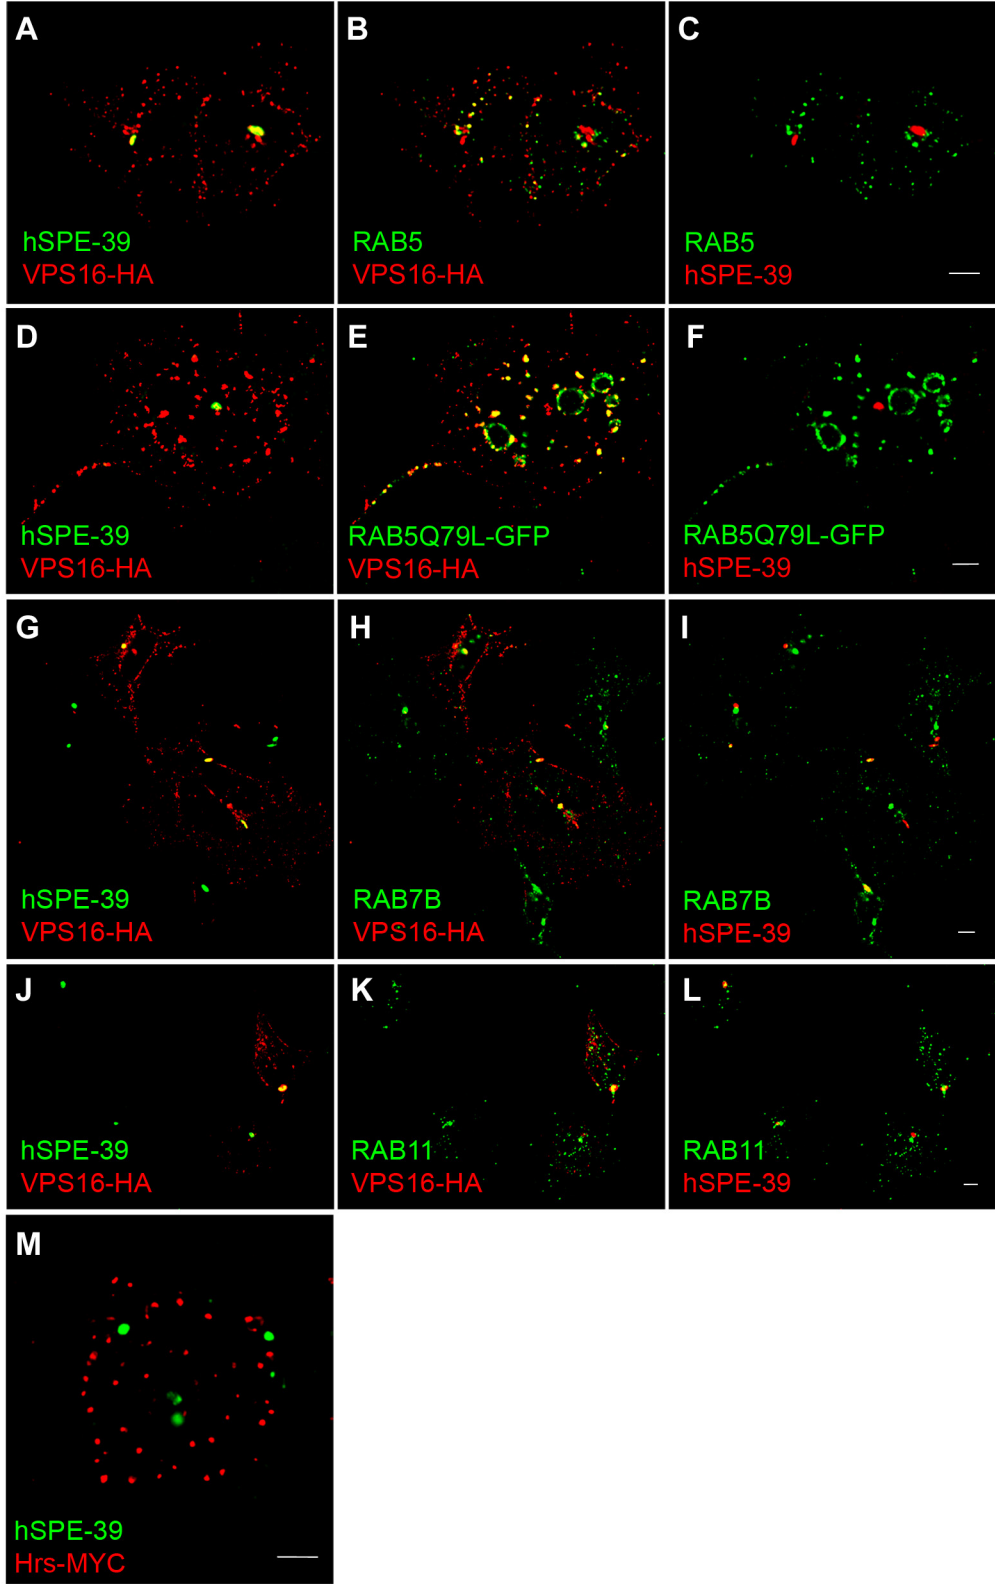 A
hSPE-39
VPS16-HA
B
RAB5
VPS16-HA
C
RAB5
hSPE-39
D
hSPE-39
VPS16-HA
E
RAB5Q79L-GFP
VPS16-HA
F
RAB5Q79L-GFP
hSPE-39
G
hSPE-39
VPS16-HA
H
RAB7B
VPS16-HA
I
RAB7B
hSPE-39
J
hSPE-39
VPS16-HA
K
RAB11
VPS16-HA
L
RAB11
hSPE-39
M
hSPE-39
Hrs-MYC